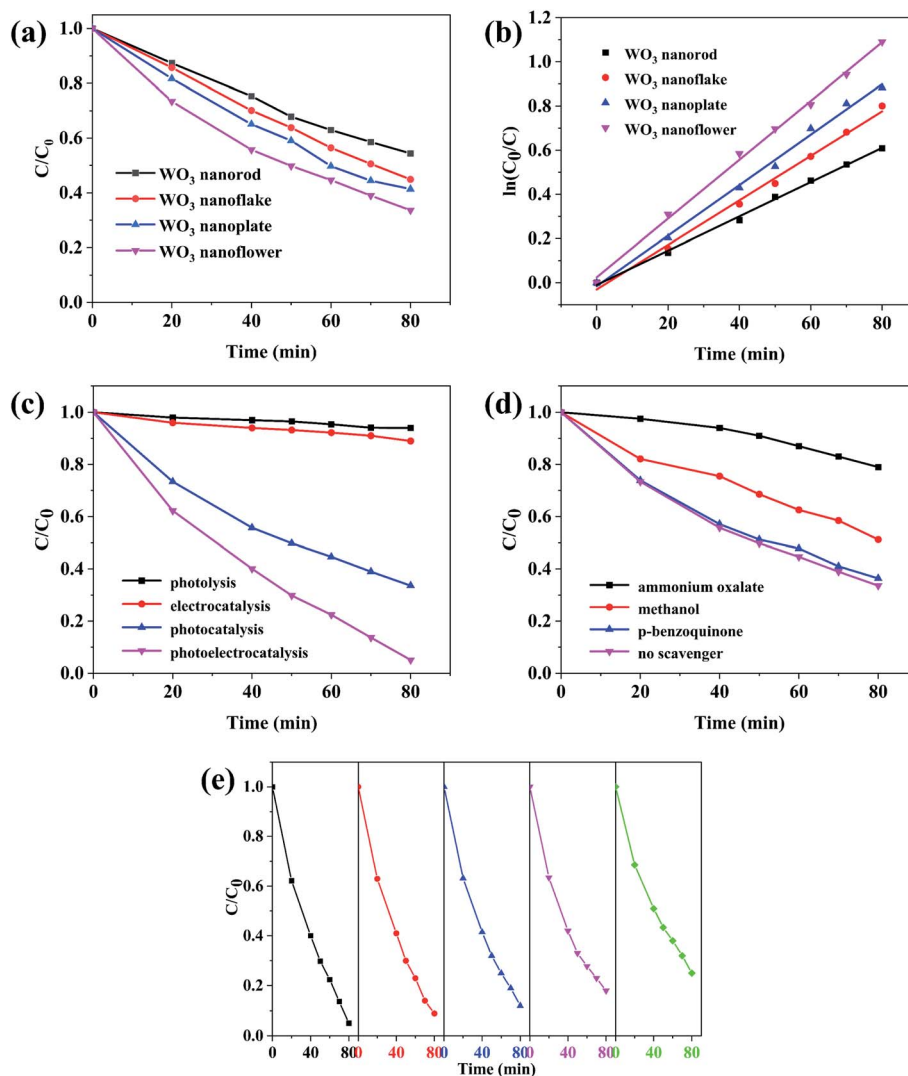 (a)
1.0
0.8
0.6
0.4
0.2
0.0
C/C₀
WO₃ nanorod
WO₃ nanoflake
WO₃ nanoplate
WO₃ nanoflower
0 20 40 60 80
Time (min)
(b)
1.2
1.0
0.8
0.6
0.4
0.2
0.0
ln(C₀/C)
WO₃ nanorod
WO₃ nanoflake
WO₃ nanoplate
WO₃ nanoflower
0 20 40 60 80
Time (min)
(c)
1.0
0.8
0.6
0.4
0.2
0.0
C/C₀
photolysis
electrocatalysis
photocatalysis
photoelectrocatalysis
0 20 40 60 80
Time (min)
(d)
1.0
0.8
0.6
0.4
0.2
0.0
C/C₀
ammonium oxalate
methanol
p-benzoquinone
no scavenger
0 20 40 60 80
Time (min)
(e)
1.0
0.8
0.6
0.4
0.2
0.0
C/C₀
0 40 80 0 40 80 0 40 80 0 40 80 0 40 80
Time (min)